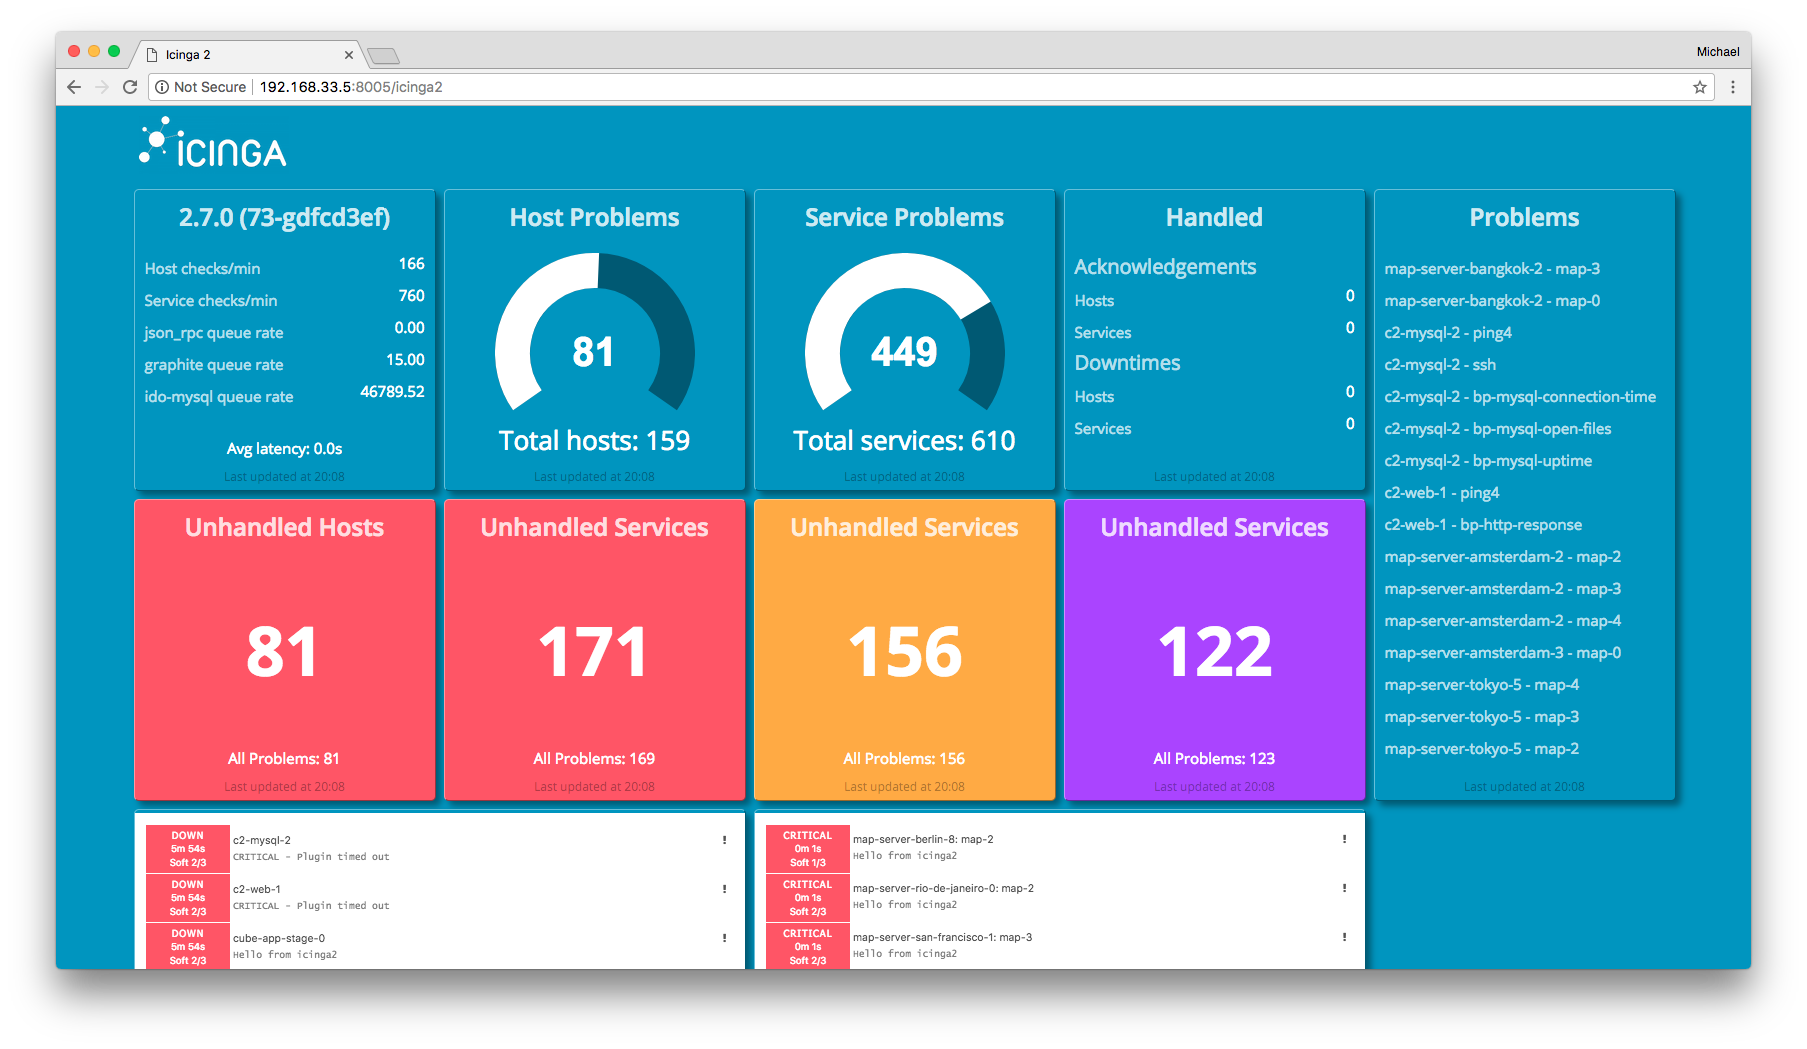 Icinga 2
Michael
Not Secure
192.168.33.5:8005/icinga2
ICINGA
2.7.0 (73-gdfcd3ef)
Host checks/min 166
Service checks/min 760
json_rpc queue rate 0.00
graphite queue rate 15.00
ido-mysql queue rate 46789.52
Avg latency: 0.0s
Last updated at 20:08
Host Problems
81
Total hosts: 159
Last updated at 20:08
Service Problems
449
Total services: 610
Last updated at 20:08
Handled
Acknowledgements
Hosts 0
Services 0
Downtimes
Hosts 0
Services 0
Last updated at 20:08
Problems
map-server-bangkok-2 - map-3
map-server-bangkok-2 - map-0
c2-mysql-2 - ping4
c2-mysql-2 - ssh
c2-mysql-2 - bp-mysql-connection-time
c2-mysql-2 - bp-mysql-open-files
c2-mysql-2 - bp-mysql-uptime
c2-web-1 - ping4
c2-web-1 - bp-http-response
map-server-amsterdam-2 - map-2
map-server-amsterdam-2 - map-3
map-server-amsterdam-2 - map-4
map-server-amsterdam-3 - map-0
map-server-tokyo-5 - map-4
map-server-tokyo-5 - map-3
map-server-tokyo-5 - map-2
Last updated at 20:08
Unhandled Hosts
81
All Problems: 81
Last updated at 20:08
Unhandled Services
171
All Problems: 169
Last updated at 20:08
Unhandled Services
156
All Problems: 156
Last updated at 20:08
Unhandled Services
122
All Problems: 123
Last updated at 20:08
DOWN
5m 54s
Soft 2/3
c2-mysql-2 !
CRITICAL - Plugin timed out
DOWN
5m 54s
Soft 2/3
c2-web-1 !
CRITICAL - Plugin timed out
DOWN
5m 54s
Soft 2/3
cube-app-stage-0 !
Hello from icinga2
CRITICAL
0m 1s
Soft 1/3
map-server-berlin-8: map-2 !
Hello from icinga2
CRITICAL
0m 1s
Soft 2/3
map-server-rio-de-janeiro-0: map-2 !
Hello from icinga2
CRITICAL
0m 1s
Soft 2/3
map-server-san-francisco-1: map-3 !
Hello from icinga2